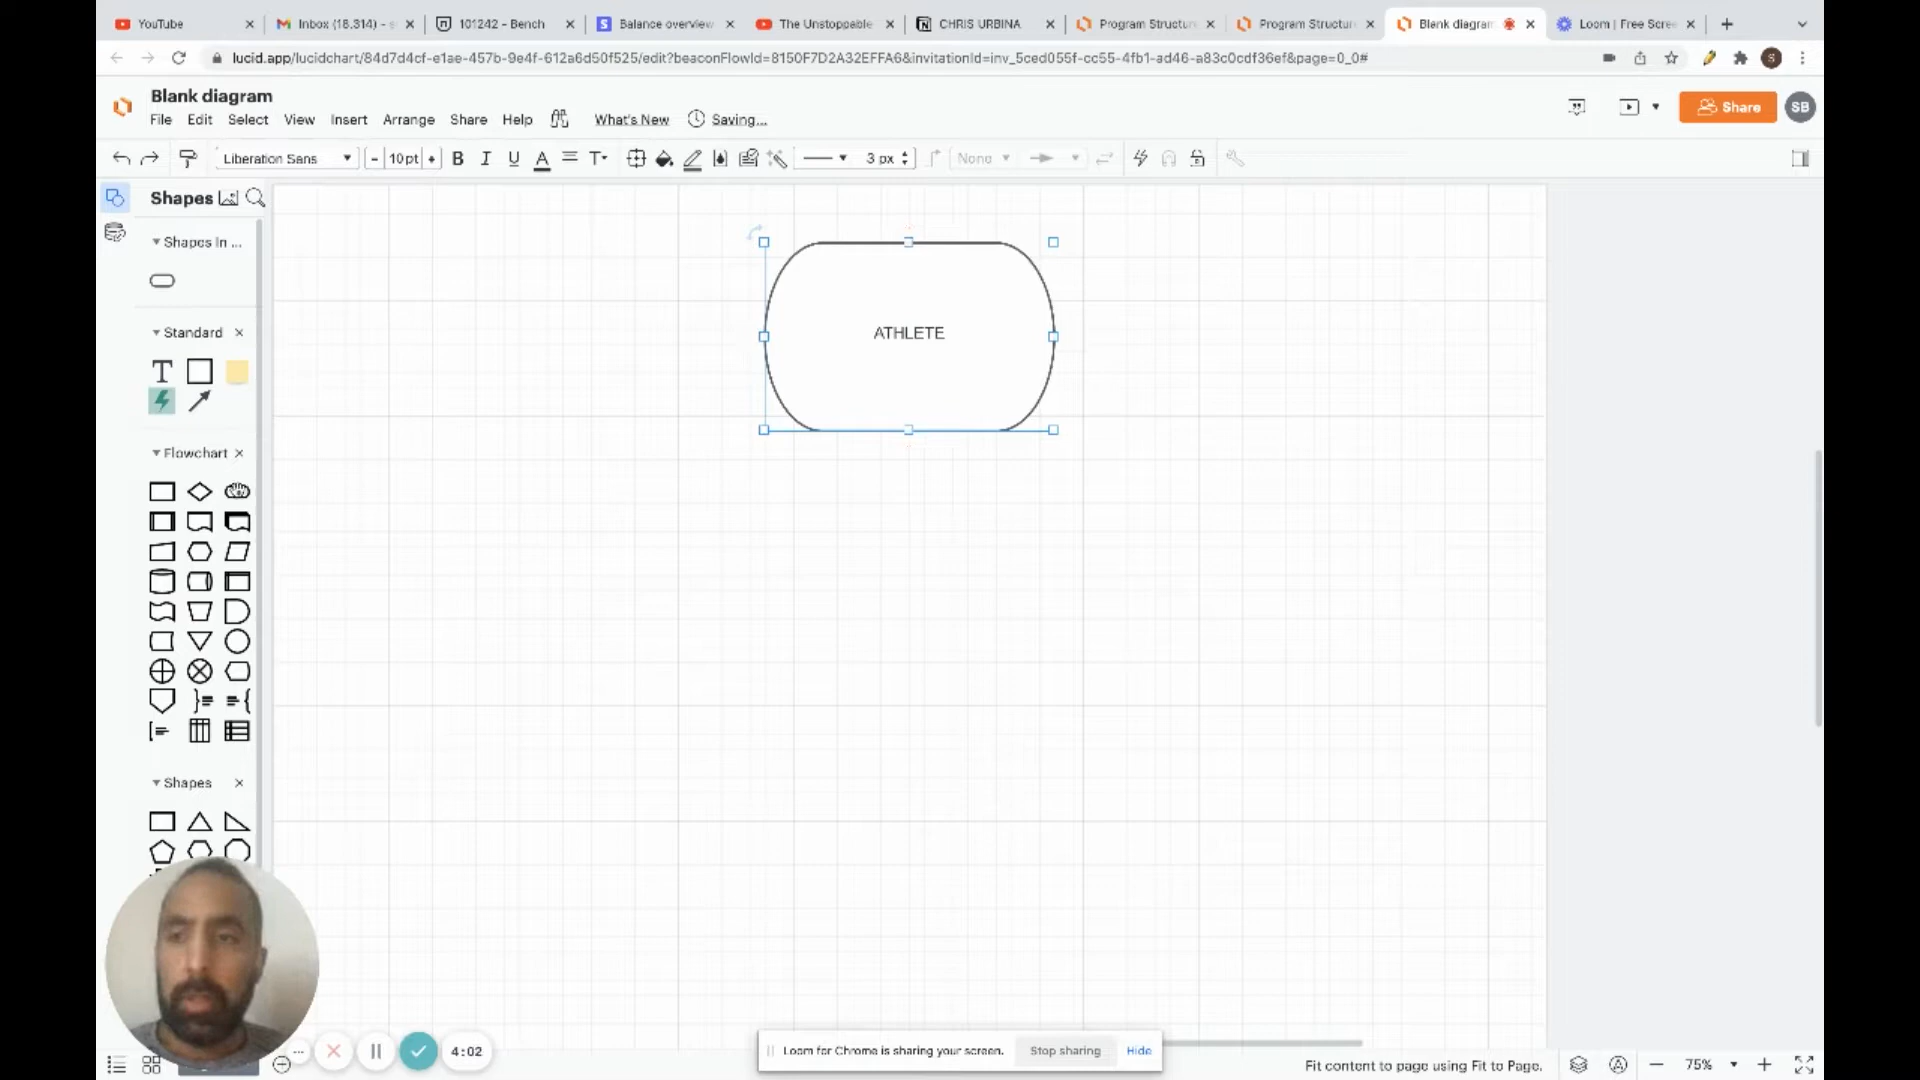 YouTube
Inbox (18,314) - s
101242 - Bench
Balance overview
The Unstoppable
CHRIS URBINA
Program Structur
Program Structur
Blank diagram
Loom | Free Scree
lucid.app/lucidchart/84d7d4cf-e1ae-457b-9e4f-612a6d50f525/edit?beaconFlowId=8150F7D2A32EFFA6&invitationId=inv_5ced055f-cc55-4fb1-ad46-a83c0cdf36ef&page=0_0#
S
Blank diagram
File Edit Select View Insert Arrange Share Help What's New Saving...
Share
SB
Liberation Sans - 10pt + B I U A T 3 px None
Shapes
Shapes In ...
Standard
T
Flowchart
Shapes
ATHLETE
4:02
Loom for Chrome is sharing your screen. Stop sharing Hide
Fit content to page using Fit to Page.
75%